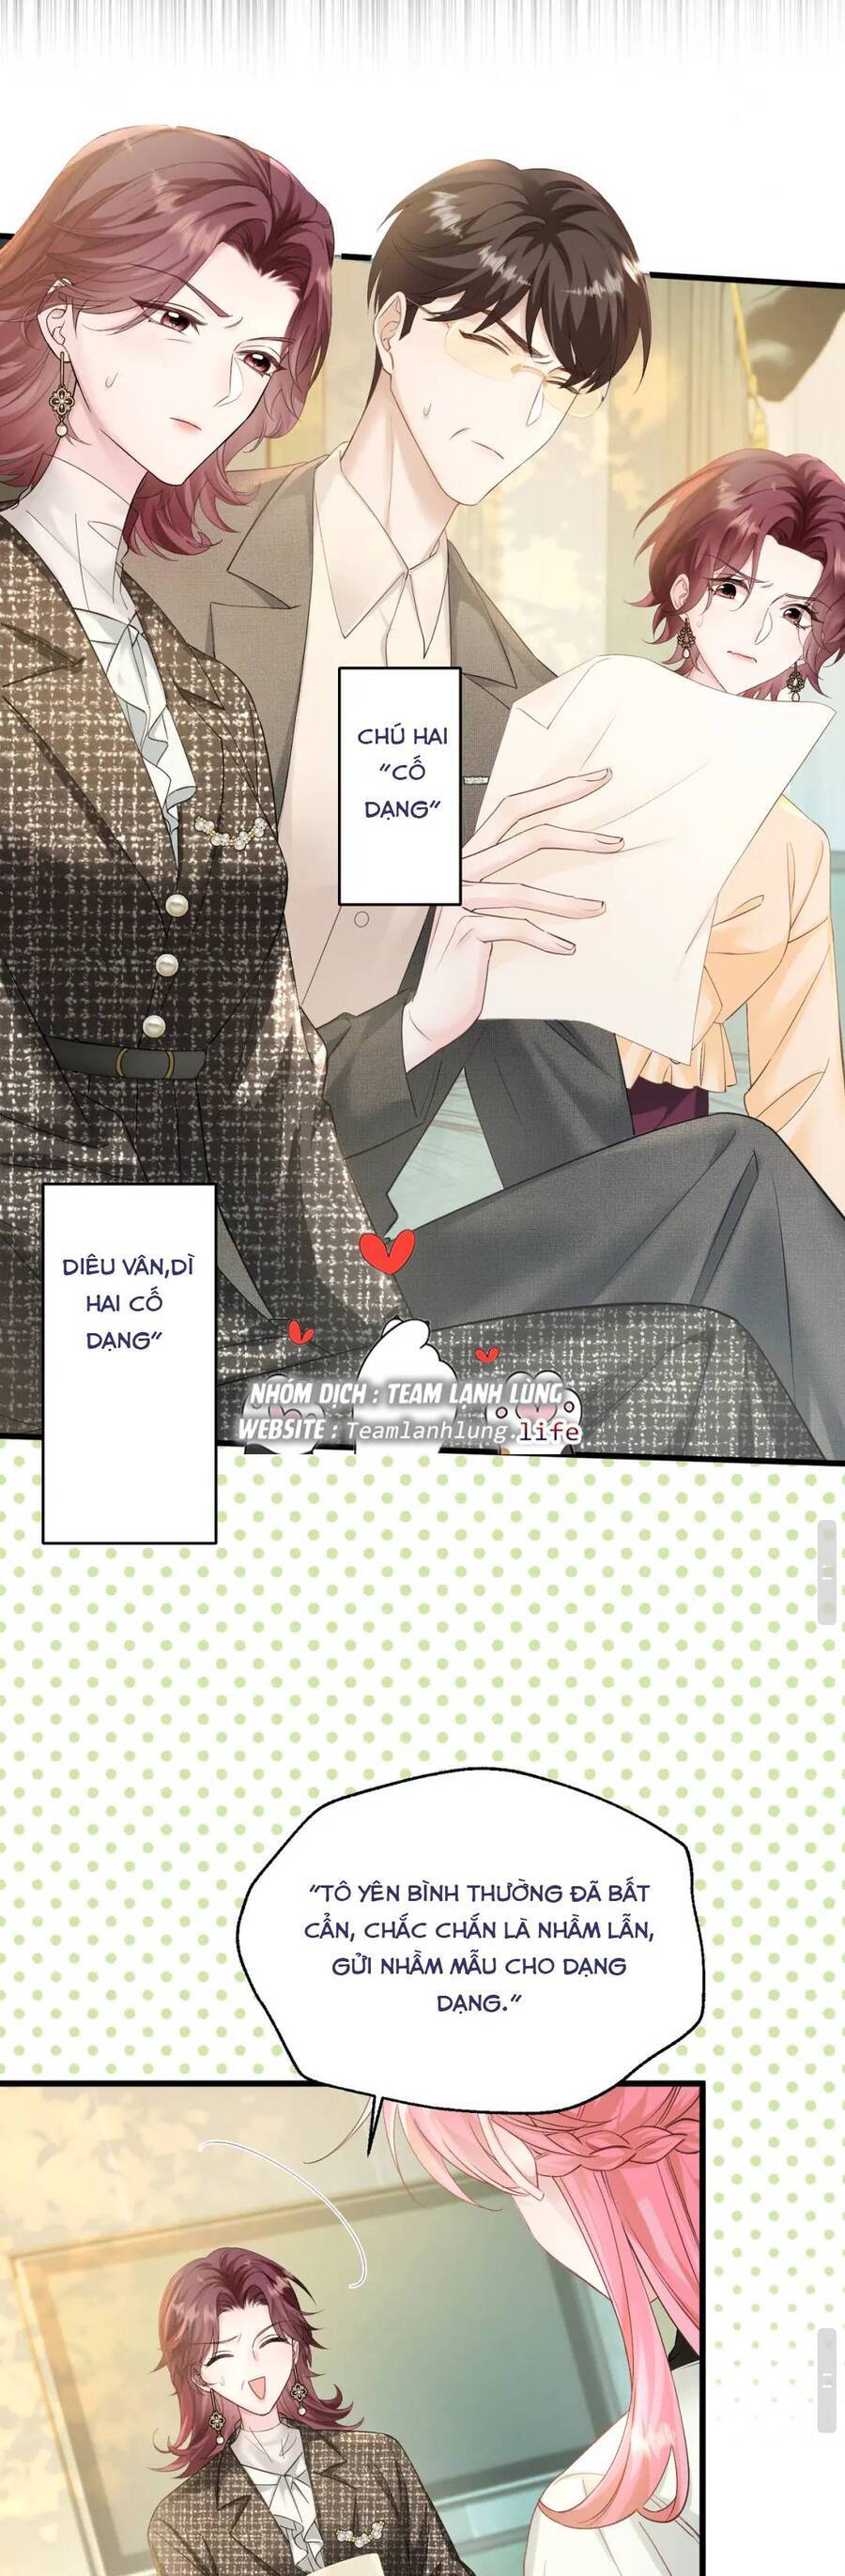 CHÚ HAI
"CỐ
DẠNG"
DIÊU VÂN,DÌ
HAI CỐ
DẠNG"
NHÓM DỊCH : TEAM LẠNH LÙNG
WEBSITE : Teamlanhlung.life
"TÔ YÊN BÌNH THƯỜNG ĐÃ BẤT
CẨN, CHẮC CHẮN LÀ NHẦM LẪN,
GỬI NHẦM MẪU CHO DẠNG
DẠNG."